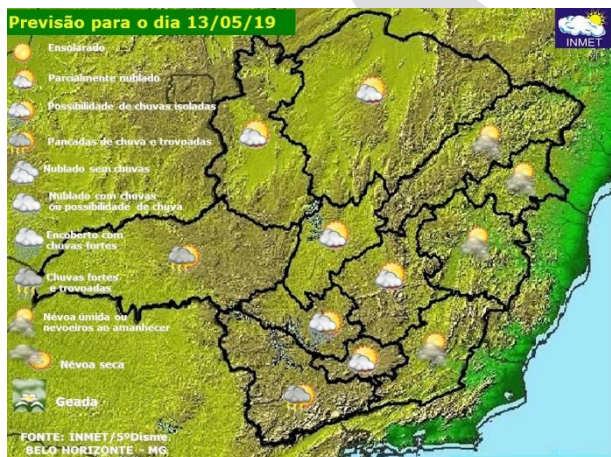 Previsão para o dia 13/05/19
INMET
Ensolarado
Parcialmente nublado
Possibilidade de chuvas isoladas
Pancadas de chuva e trovoadas
Nublado sem chuvas
Nublado com chuvas
ou possibilidade de chuva
Encoberto com
chuvas fortes
Chuvas fortes
e trovoadas
Névoa úmida ou
nevoeiros ao amanhecer
Névoa seca
Geada
FONTE: INMET/5ºDisme.
BELO HORIZONTE - MG